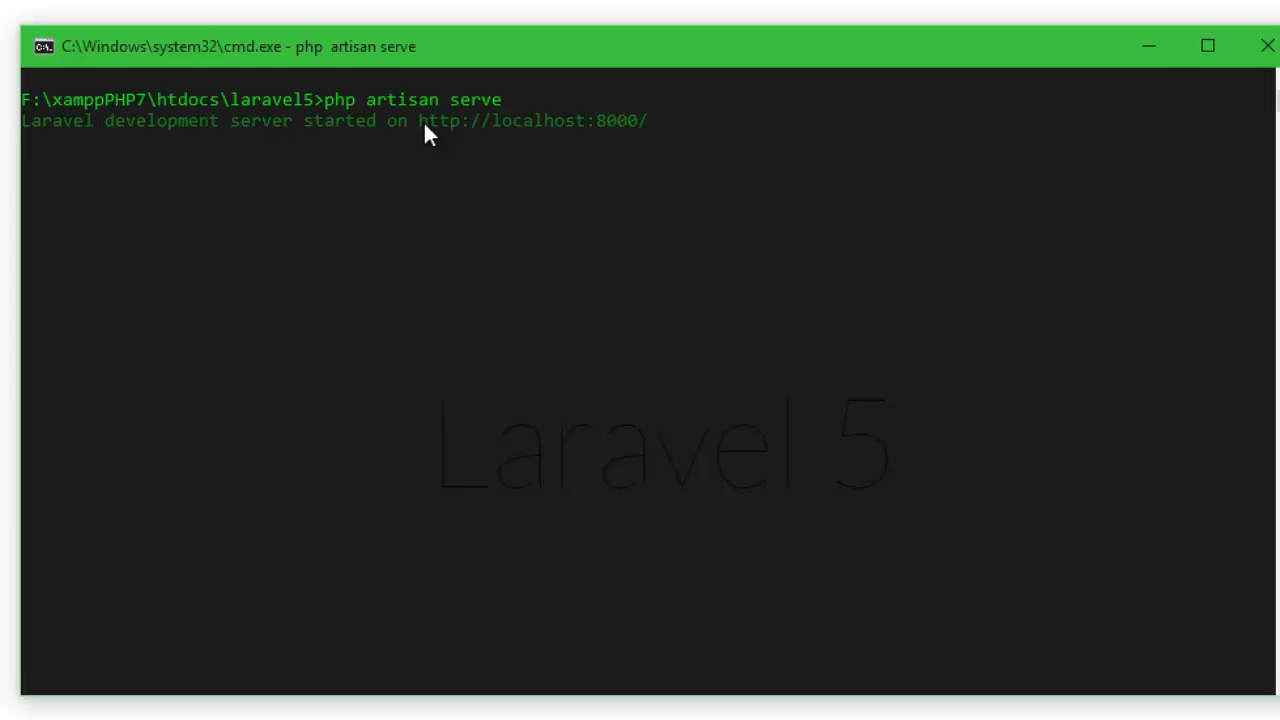 C:\Windows\system32\cmd.exe - php  artisan serve
F:\xamppPHP7\htdocs\laravel5>php artisan serve
Laravel development server started on http://localhost:8000/
Laravel 5